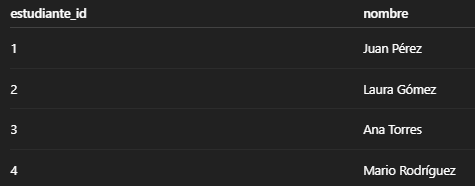 estudiante_id nombre
1 Juan Pérez
2 Laura Gómez
3 Ana Torres
4 Mario Rodríguez